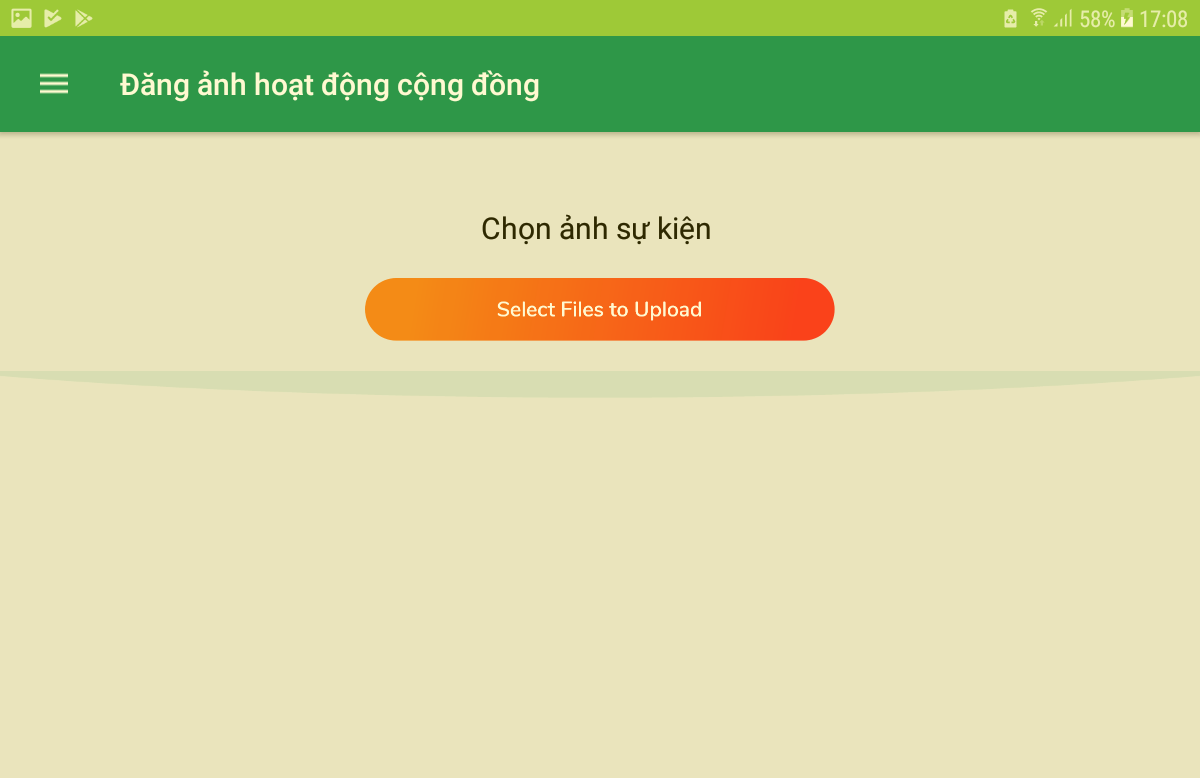 58% 17:08
Đăng ảnh hoạt động cộng đồng
Chọn ảnh sự kiện
Select Files to Upload